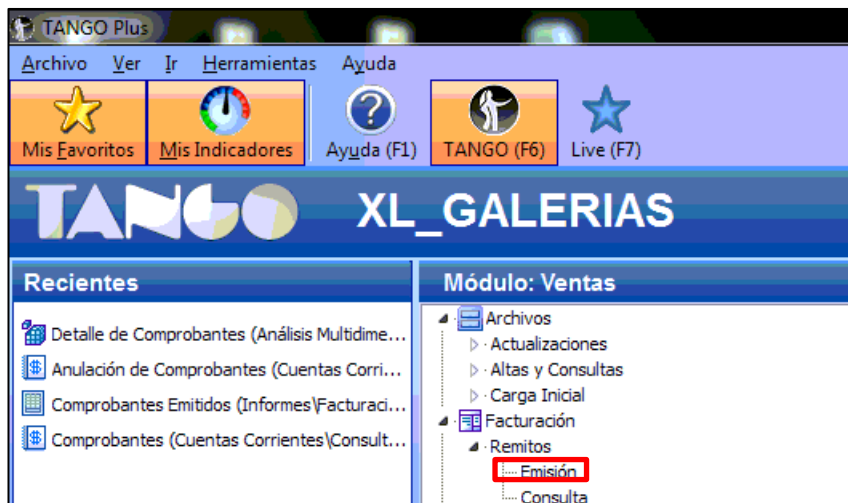 TANGO Plus
Archivo Ver Ir Herramientas Ayuda
Mis Favoritos Mis Indicadores Ayuda (F1) TANGO (F6) Live (F7)
TANGO XL_GALERIAS
Recientes
Detalle de Comprobantes (Análisis Multidime...
Anulación de Comprobantes (Cuentas Corri...
Comprobantes Emitidos (Informes\Facturaci...
Comprobantes (Cuentas Corrientes\Consult...
Módulo: Ventas
Archivos
Actualizaciones
Altas y Consultas
Carga Inicial
Facturación
Remitos
Emisión
Consulta